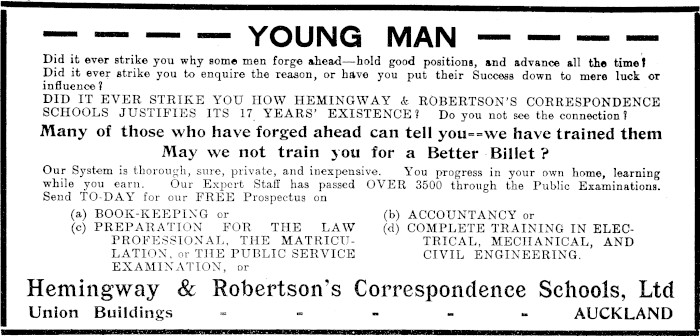 YOUNG MAN
Did it ever strike you why some men forge ahead—hold good positions, and advance all the time?
Did it ever strike you to enquire the reason, or have you put their Success down to mere luck or
influence?
DID IT EVER STRIKE YOU HOW HEMINGWAY & ROBERTSON'S CORRESPONDENCE
SCHOOLS JUSTIFIES ITS 17 YEARS' EXISTENCE? Do you not see the connection?
Many of those who have forged ahead can tell you==we have trained them
May we not train you for a Better Billet?
Our System is thorough, sure, private, and inexpensive. You progress in your own home, learning
while you earn. Our Expert Staff has passed OVER 3500 through the Public Examinations.
Send TO-DAY for our FREE Prospectus on
(a) BOOK-KEEPING or
(c) PREPARATION FOR THE LAW
PROFESSIONAL, THE MATRICU-
LATION, or THE PUBLIC SERVICE
EXAMINATION, or
(b) ACCOUNTANCY or
(d) COMPLETE TRAINING IN ELEC-
TRICAL, MECHANICAL, AND
CIVIL ENGINEERING.
Hemingway & Robertson's Correspondence Schools, Ltd
Union Buildings - - - - - AUCKLAND